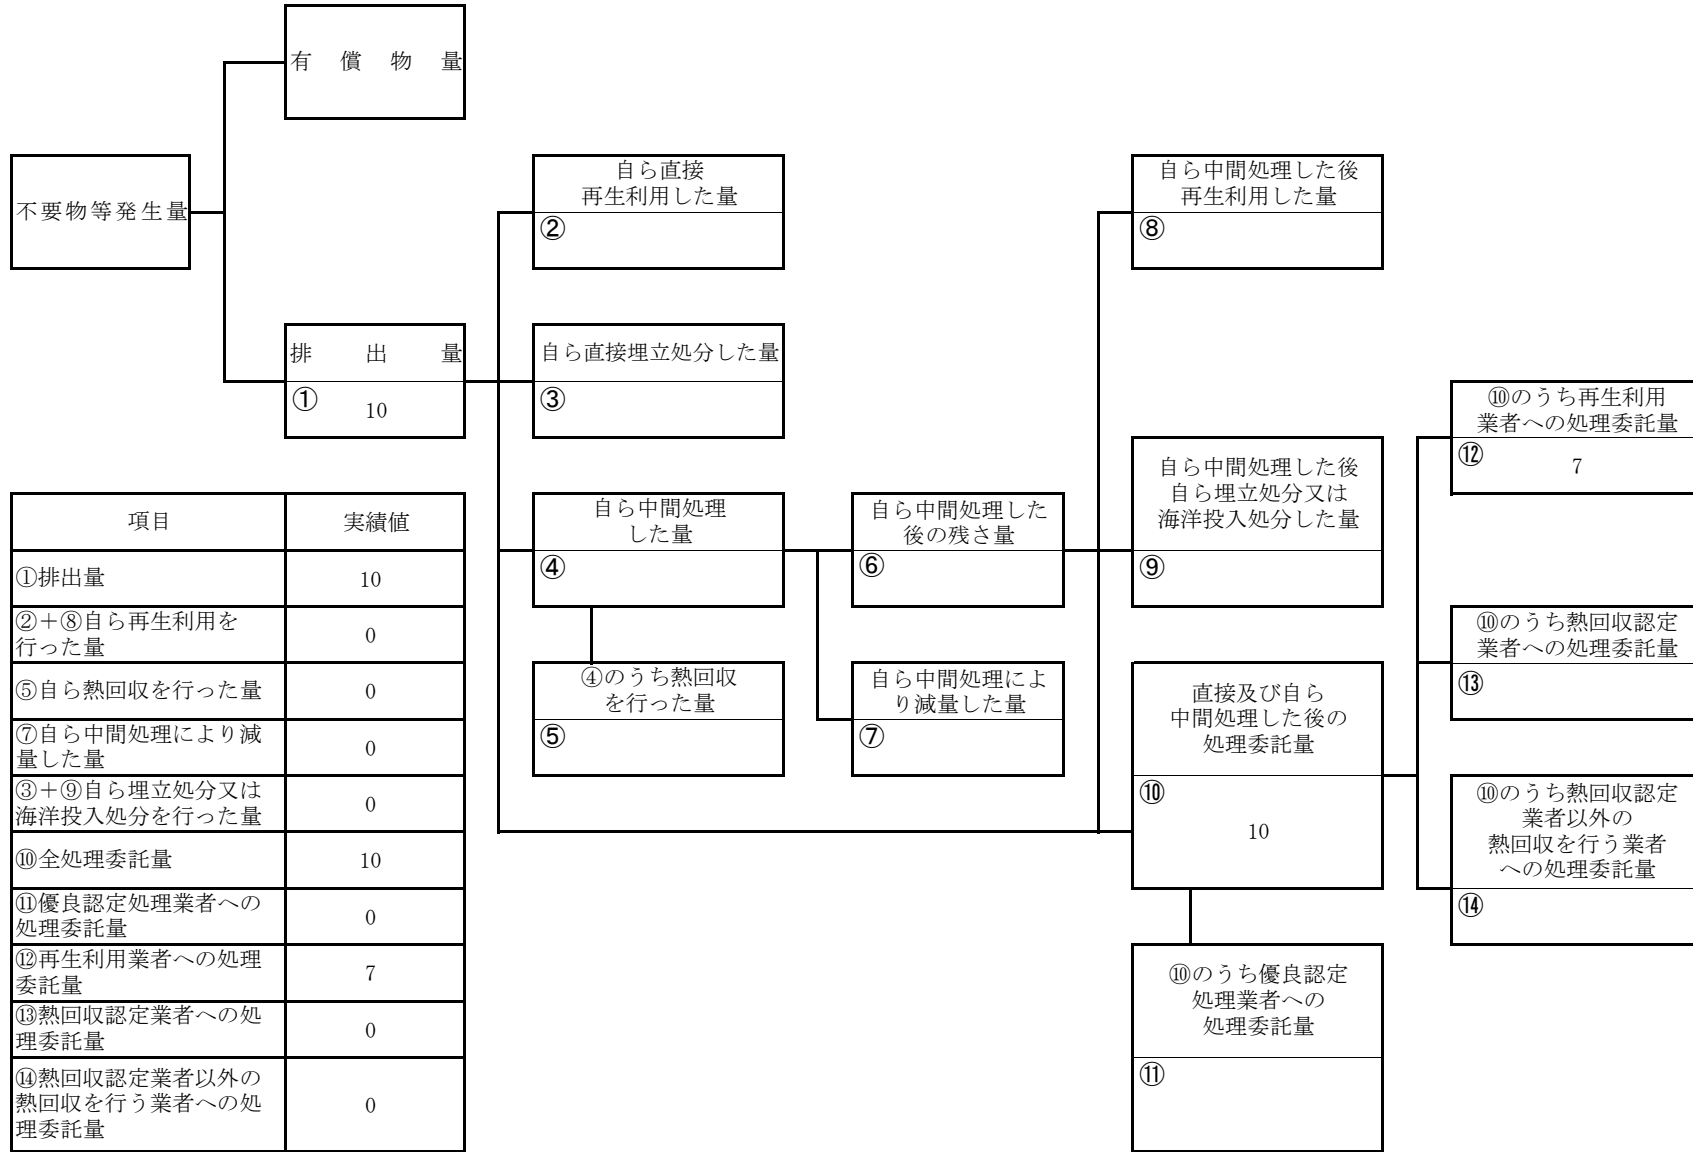 有償物量
不要物等発生量
排出量
①
10
自ら直接
再生利用した量
②
自ら直接埋立処分した量
③
自ら中間処理
した量
④
④のうち熱回収
を行った量
⑤
自ら中間処理した
後の残さ量
⑥
自ら中間処理によ
り減量した量
⑦
自ら中間処理した後
再生利用した量
⑧
自ら中間処理した後
自ら埋立処分又は
海洋投入処分した量
⑨
直接及び自ら
中間処理した後の
処理委託量
⑩
10
⑩のうち優良認定
処理業者への
処理委託量
⑪
⑩のうち再生利用
業者への処理委託量
⑫
7
⑩のうち熱回収認定
業者への処理委託量
⑬
⑩のうち熱回収認定
業者以外の
熱回収を行う業者
への処理委託量
⑭
項目 実績値
①排出量 10
②+⑧自ら再生利用を
行った量
0
⑤自ら熱回収を行った量 0
⑦自ら中間処理により減
量した量
0
③+⑨自ら埋立処分又は
海洋投入処分を行った量
0
⑩全処理委託量 10
⑪優良認定処理業者への
処理委託量
0
⑫再生利用業者への処理
委託量
7
⑬熱回収認定業者への処
理委託量
0
⑭熱回収認定業者以外の
熱回収を行う業者への処
理委託量
0